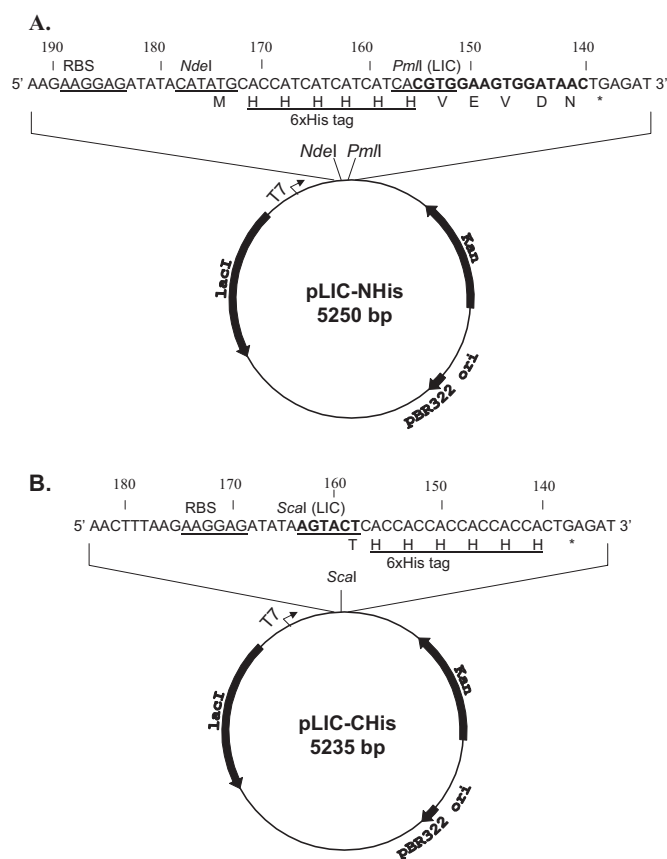 A.
190 180 170 160 150 140
RBS NdeI PmlI (LIC)
5' AAGAAGGAGATATACATATGCACCATCATCATCATCACGTGGAAGTGGATAACTGAGAT 3'
M H H H H H H V E V D N *
6xHis tag
NdeI PmlI
T7
lacI
Kan
pLIC-NHis
5250 bp
pBR322 ori
B.
180 170 160 150 140
RBS ScaI (LIC)
5' AACTTTAAGAAGGAGATATAAGTACTCACCACCACCACCACCACTGAGAT 3'
T H H H H H H *
6xHis tag
ScaI
T7
lacI
Kan
pLIC-CHis
5235 bp
pBR322 ori